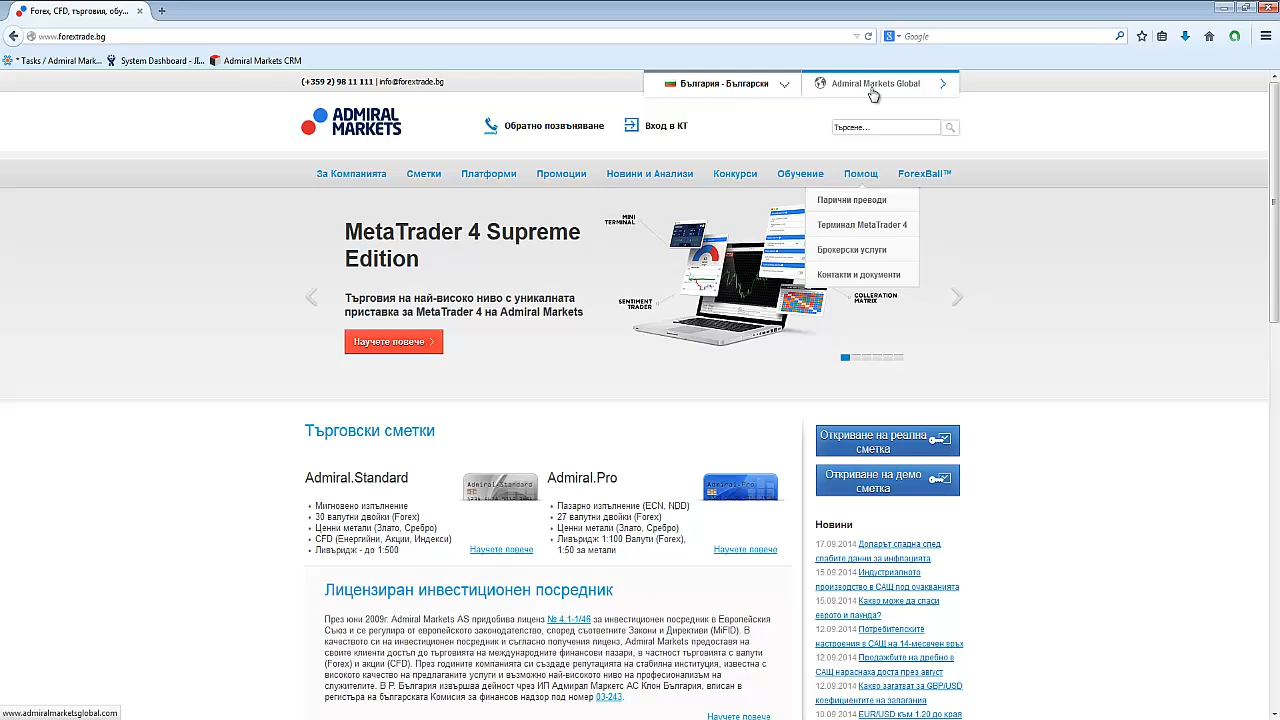 Forex, CFD, търговия, обу...
www.forextrade.bg
Google
* Tasks / Admiral Mark...
System Dashboard - JI...
Admiral Markets CRM
(+359 2) 98 11 111 | info@forextrade.bg
България - Български
Admiral Markets Global
ADMIRAL
MARKETS
Обратно позвъняване
Вход в КТ
Търсене...
За Компанията
Сметки
Платформи
Промоции
Новини и Анализи
Конкурси
Обучение
Помощ
ForexBall™
Парични преводи
Терминал MetaTrader 4
Брокерски услуги
Контакти и документи
MetaTrader 4 Supreme
Edition
Търговия на най-високо ниво с уникалната
приставка за MetaTrader 4 на Admiral Markets
Научете повече
MINI
TERMINAL
SENTIMENT
TRADER
COLLERATION
MATRIX
Търговски сметки
Admiral.Standard
Admiral-Standard
• Мигновено изпълнение
• 30 валутни двойки (Forex)
• Ценни метали (Злато, Сребро)
• CFD (Енергийни, Акции, Индекси)
• Ливъридж - до 1:500
Научете повече
Admiral.Pro
Admiral-Pro
• Пазарно изпълнение (ECN, NDD)
• 27 валутни двойки (Forex)
• Ценни метали (Злато, Сребро)
• Ливъридж 1:100 Валути (Forex),
1:50 за метали
Научете повече
Лицензиран инвестиционен посредник
През юни 2009г. Admiral Markets AS придобива лиценз № 4.1-1/46 за инвестиционен посредник в Европейския
Съюз и се регулира от европейското законодателство, според съответните Закони и Директиви (MiFID). В
качеството си на инвестиционен посредник и съгласно получения лиценз, Admiral Markets предоставя на
своите клиенти достъп до търговията на международните финансови пазари, в частност търговията с валути
(Forex) и акции (CFD). През годините компанията си създаде репутацията на стабилна институция, известна с
високото качество на предлаганите услуги и възможно най-високото ниво на професионализъм на
служителите. В Р. България извършва дейност чрез ИП Адмирал Маркетс АС Клон България, вписан в
регистъра на българската Комисия за финансов надзор под номер 03-243.
Научете повече
Откриване на реална
сметка
Откриване на демо
сметка
Новини
17.09.2014 Доларът спадна след
слабите данни за инфлацията
15.09.2014 Индустриалното
производство в САЩ под очакванията
15.09.2014 Какво може да спаси
еврото и паунда?
12.09.2014 Потребителските
настроения в САЩ на 14-месечен връх
12.09.2014 Продажбите на дребно в
САЩ нараснаха доста през август
12.09.2014 Какво загатват за GBP/USD
коефициентите на залагания
10.09.2014 EUR/USD към 1.20 до края
www.admiralmarketsglobal.com